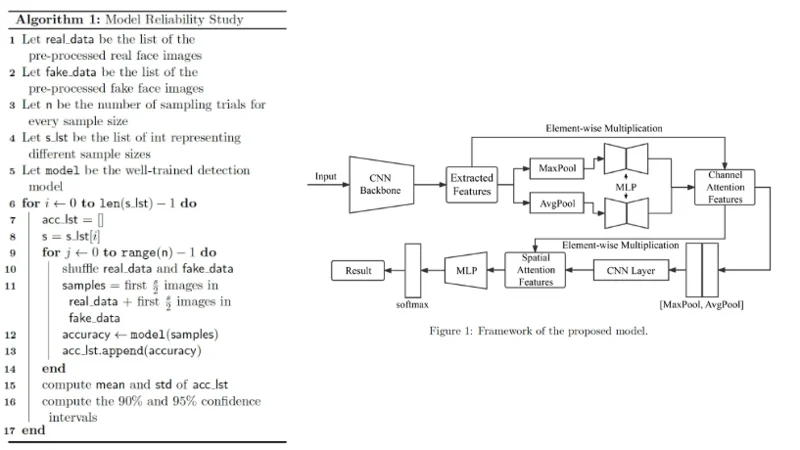 Algorithm 1: Model Reliability Study
1 Let real_data be the list of the
pre-processed real face images
2 Let fake_data be the list of the
pre-processed fake face images
3 Let n be the number of sampling trials for
every sample size
4 Let s_lst be the list of int representing
different sample sizes
5 Let model be the well-trained detection
model
6 for i ← 0 to len(s_lst) − 1 do
7 acc_lst = []
8 s = s_lst[i]
9 for j ← 0 to range(n) − 1 do
10 shuffle real_data and fake_data
11 samples = first s/2 images in
real_data + first s/2 images in
fake_data
12 accuracy ← model(samples)
13 acc_lst.append(accuracy)
14 end
15 compute mean and std of acc_lst
16 compute the 90% and 95% confidence
intervals
17 end
Element-wise Multiplication
Input
CNN
Backbone
Extracted
Features
MaxPool
AvgPool
MLP
Channel
Attention
Features
Element-wise Multiplication
Result
softmax
MLP
Spatial
Attention
Features
CNN Layer
[MaxPool, AvgPool]
Figure 1: Framework of the proposed model.